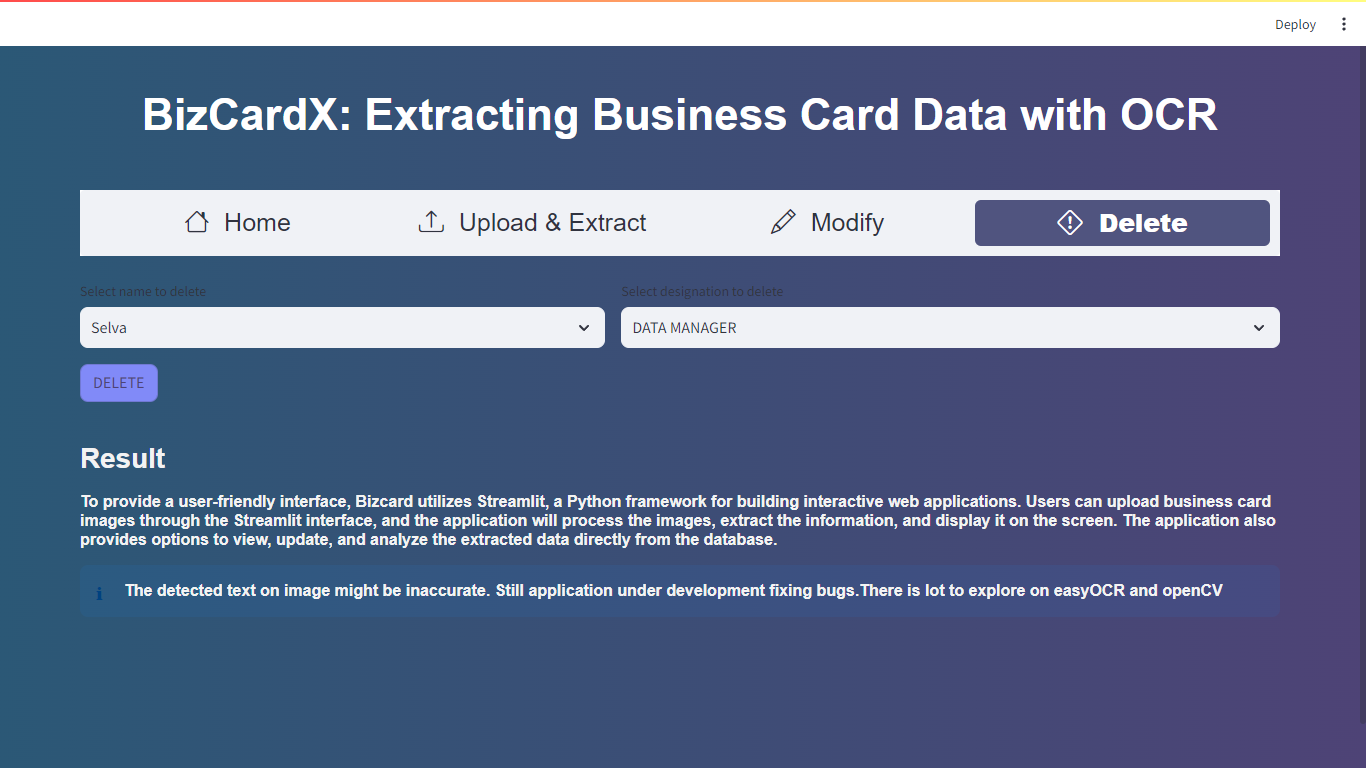 Deploy
BizCardX: Extracting Business Card Data with OCR
Home
Upload & Extract
Modify
Delete
Select name to delete
Select designation to delete
Selva
DATA MANAGER
DELETE
Result
To provide a user-friendly interface, Bizcard utilizes Streamlit, a Python framework for building interactive web applications. Users can upload business card
images through the Streamlit interface, and the application will process the images, extract the information, and display it on the screen. The application also
provides options to view, update, and analyze the extracted data directly from the database.
The detected text on image might be inaccurate. Still application under development fixing bugs.There is lot to explore on easyOCR and openCV